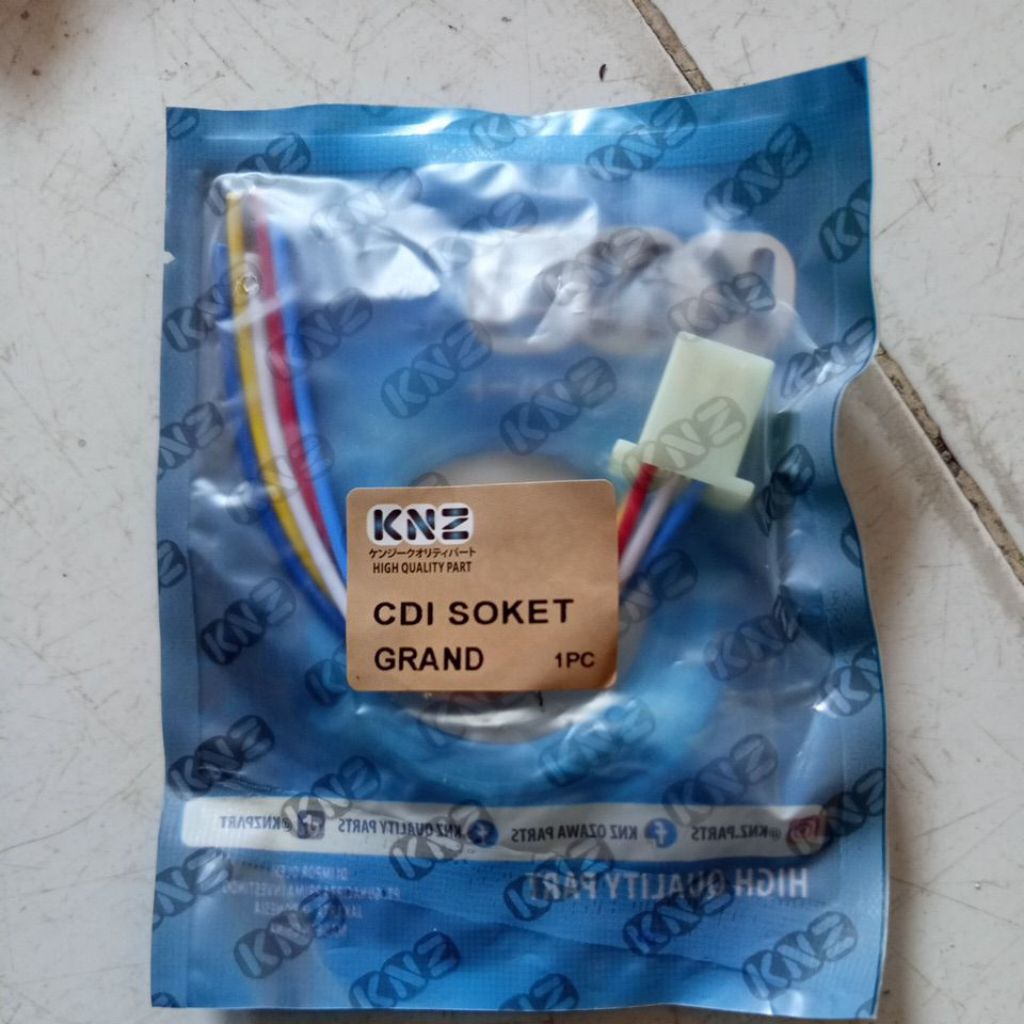 KNZ
ケンジークオリティパート
HIGH QUALITY PART
CDI SOKET
GRAND 1PC
@KNZPART KNZ QUALITY PARTS KNZ OZAWA PARTS @KNZ.PARTS
HIGH QUALITY PART